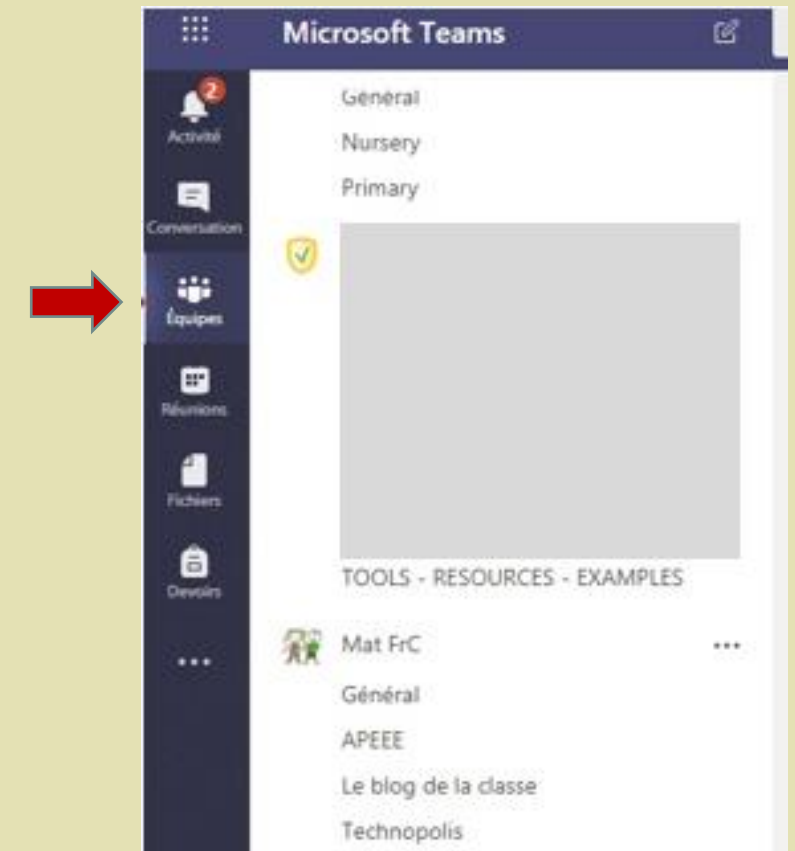 Microsoft Teams
2
Activité
Conversation
Équipes
Réunions
Fichiers
Devoirs
Général
Nursery
Primary
TOOLS - RESOURCES - EXAMPLES
Mat FrC
Général
APEEE
Le blog de la classe
Technopolis